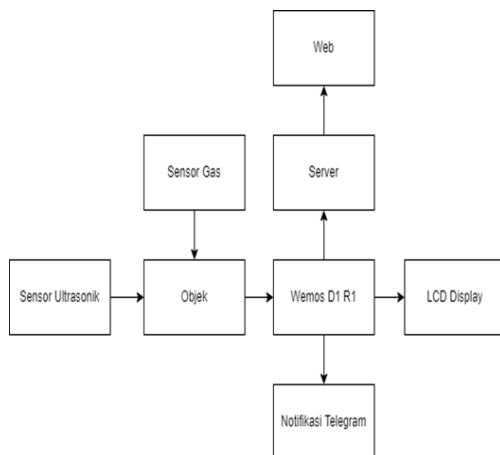 Web
Sensor Gas
Server
Sensor Ultrasonik
Objek
Wemos D1 R1
LCD Display
Notifikasi Telegram